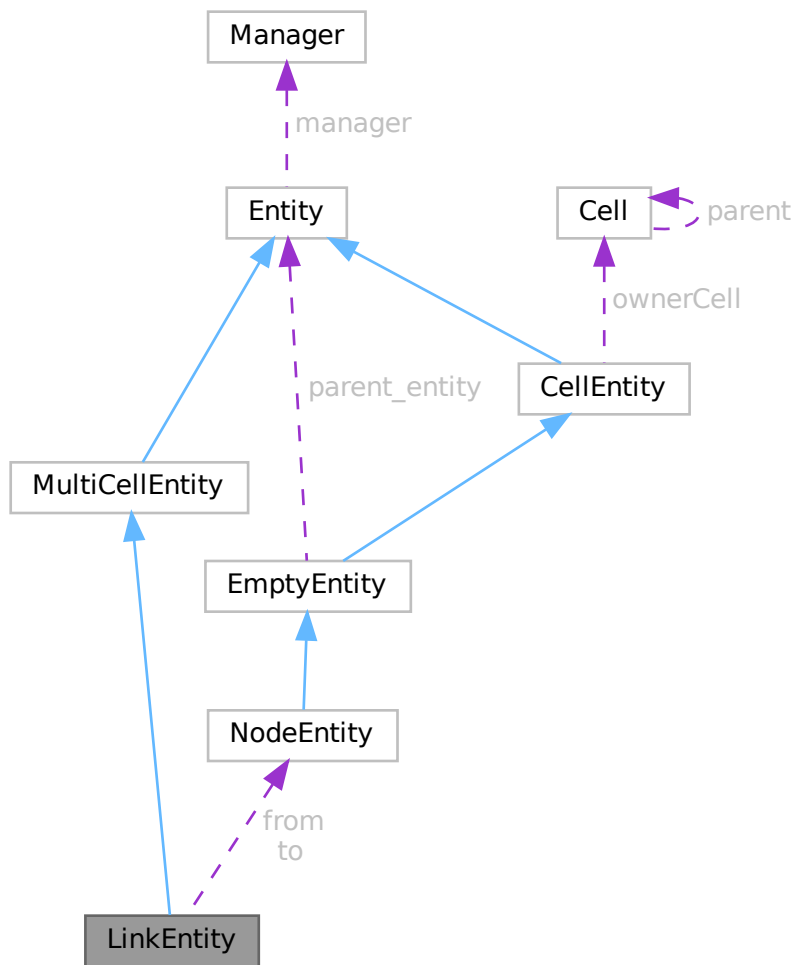 Manager
manager
Entity
Cell
parent
ownerCell
parent_entity
CellEntity
MultiCellEntity
EmptyEntity
NodeEntity
from
to
LinkEntity